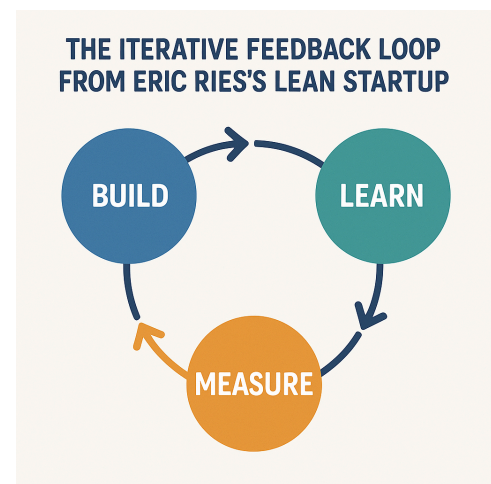 THE ITERATIVE FEEDBACK LOOP
FROM ERIC RIES'S LEAN STARTUP
BUILD
LEARN
MEASURE